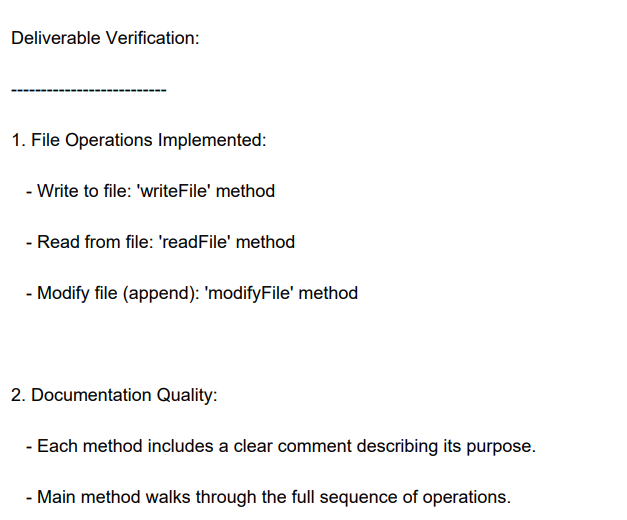 Deliverable Verification:
---------------------------
1. File Operations Implemented:
- Write to file: 'writeFile' method
- Read from file: 'readFile' method
- Modify file (append): 'modifyFile' method
2. Documentation Quality:
- Each method includes a clear comment describing its purpose.
- Main method walks through the full sequence of operations.